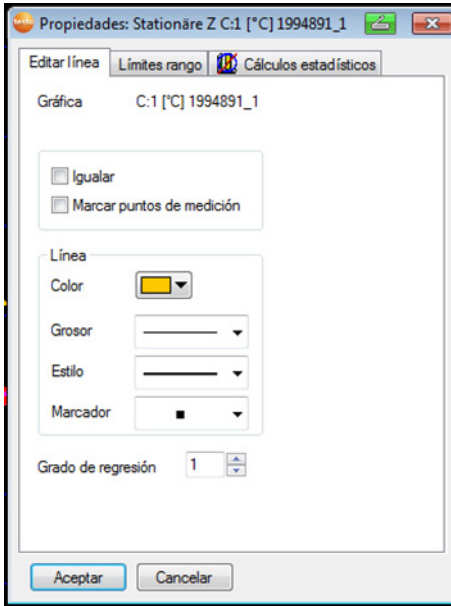 Propiedades: Stationäre Z C:1 [°C] 1994891_1
Editar línea
Límites rango
Cálculos estadísticos
Gráfica C:1 [°C] 1994891_1
Igualar
Marcar puntos de medición
Línea
Color
Grosor
Estilo
Marcador
Grado de regresión 1
Aceptar
Cancelar